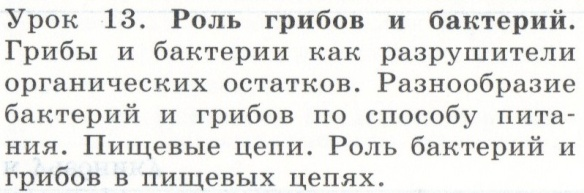 Урок 13. Роль грибов и бактерий.
Грибы и бактерии как разрушители
органических остатков. Разнообразие
бактерий и грибов по способу пита-
ния. Пищевые цепи. Роль бактерий и
грибов в пищевых цепях.